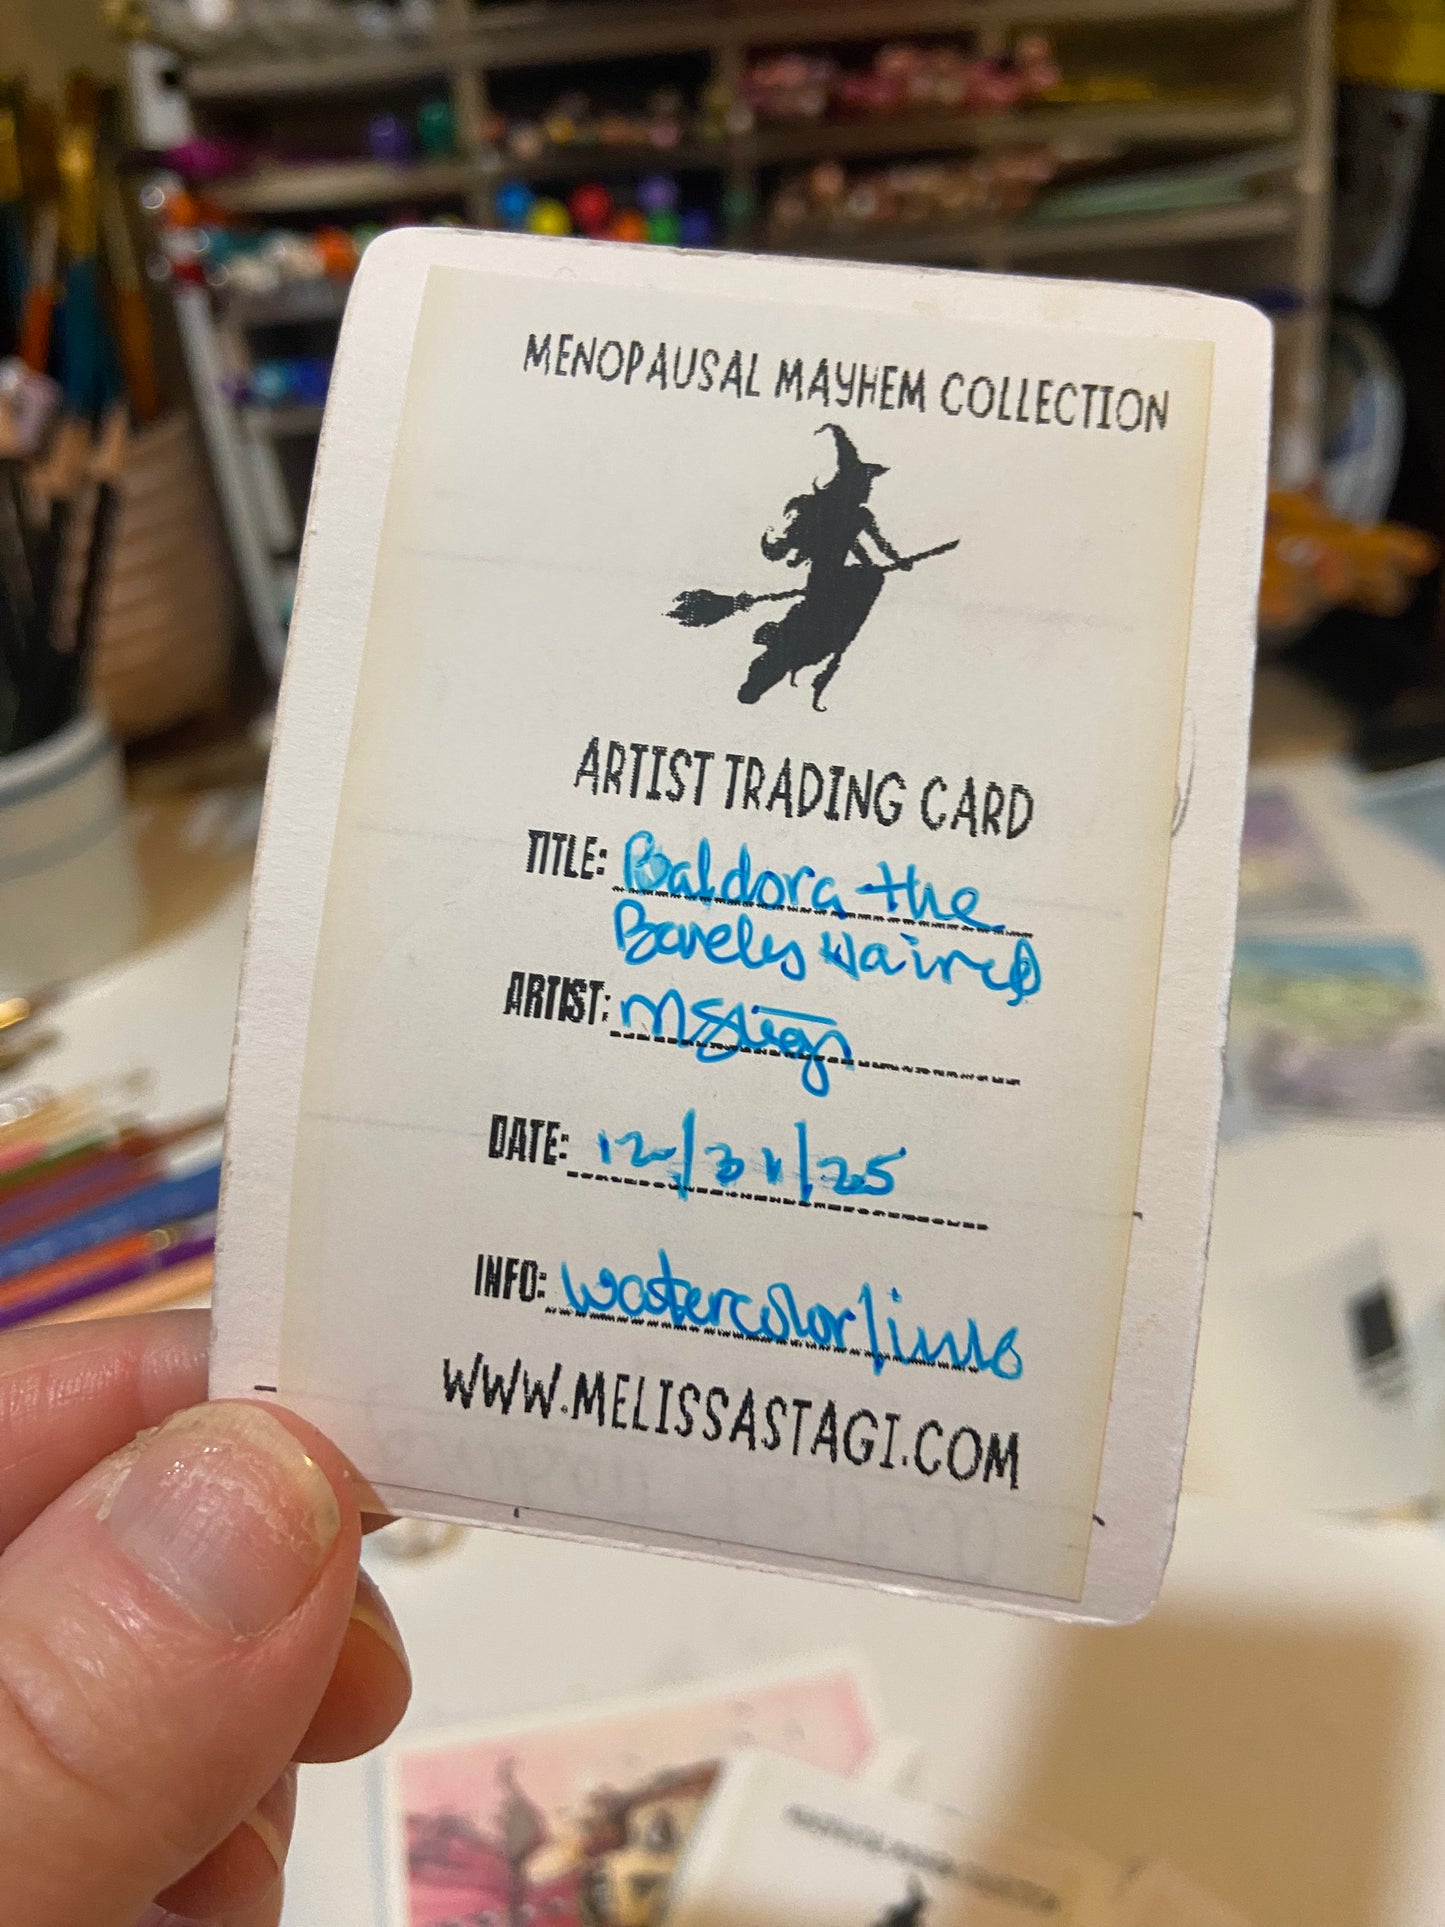 MENOPAUSAL MAYHEM COLLECTION
ARTIST TRADING CARD
TITLE: Baldora the
Barely Haired
ARTIST: MStagi
DATE: 12/31/25
INFO: Watercolor/inks
WWW.MELISSASTAGI.COM